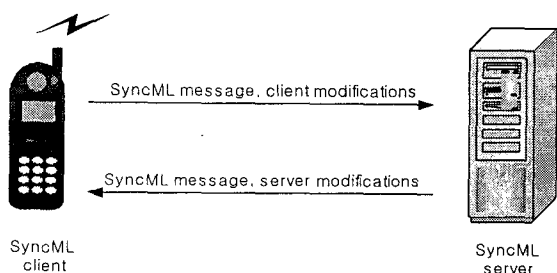 SyncML message, client modifications
SyncML message, server modifications
SyncML
client
SyncML
server